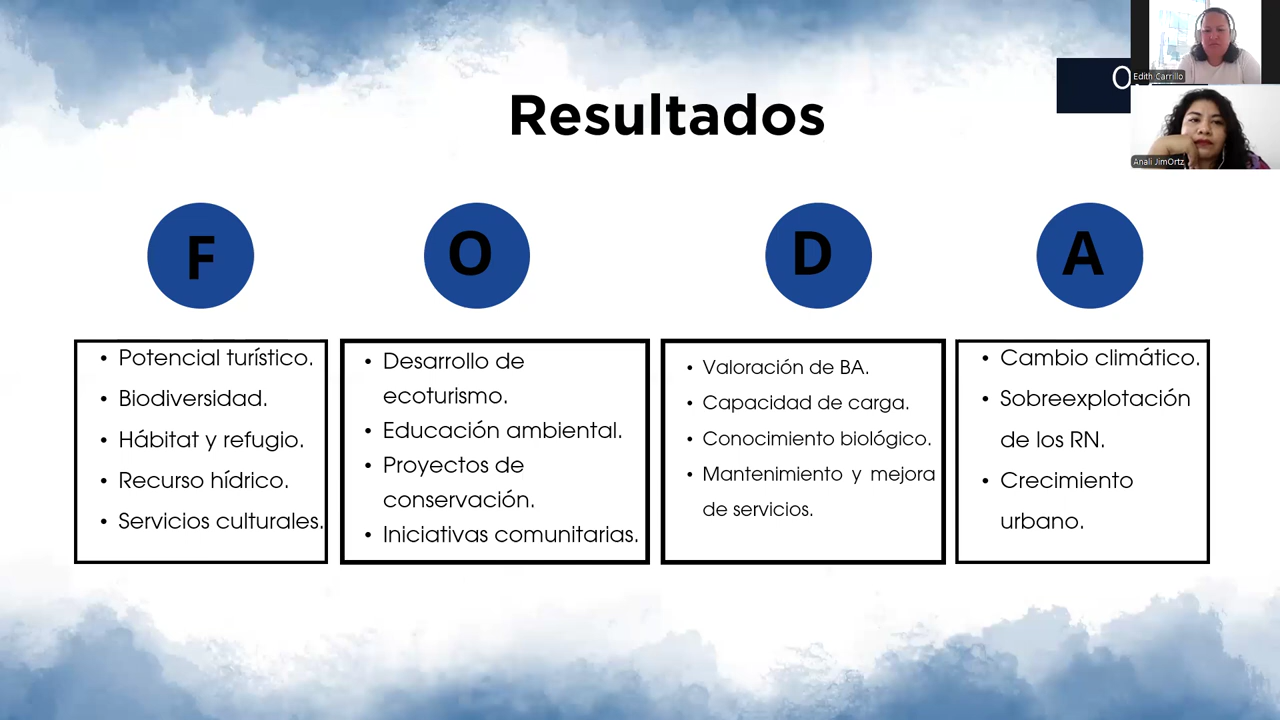 Resultados
Edith Carrillo
Anali JimOrtz
F
O
D
A
• Potencial turístico.
• Biodiversidad.
• Hábitat y refugio.
• Recurso hídrico.
• Servicios culturales.
• Desarrollo de
ecoturismo.
• Educación ambiental.
• Proyectos de
conservación.
• Iniciativas comunitarias.
• Valoración de BA.
• Capacidad de carga.
• Conocimiento biológico.
• Mantenimiento y mejora
de servicios.
• Cambio climático.
• Sobreexplotación
de los RN.
• Crecimiento
urbano.